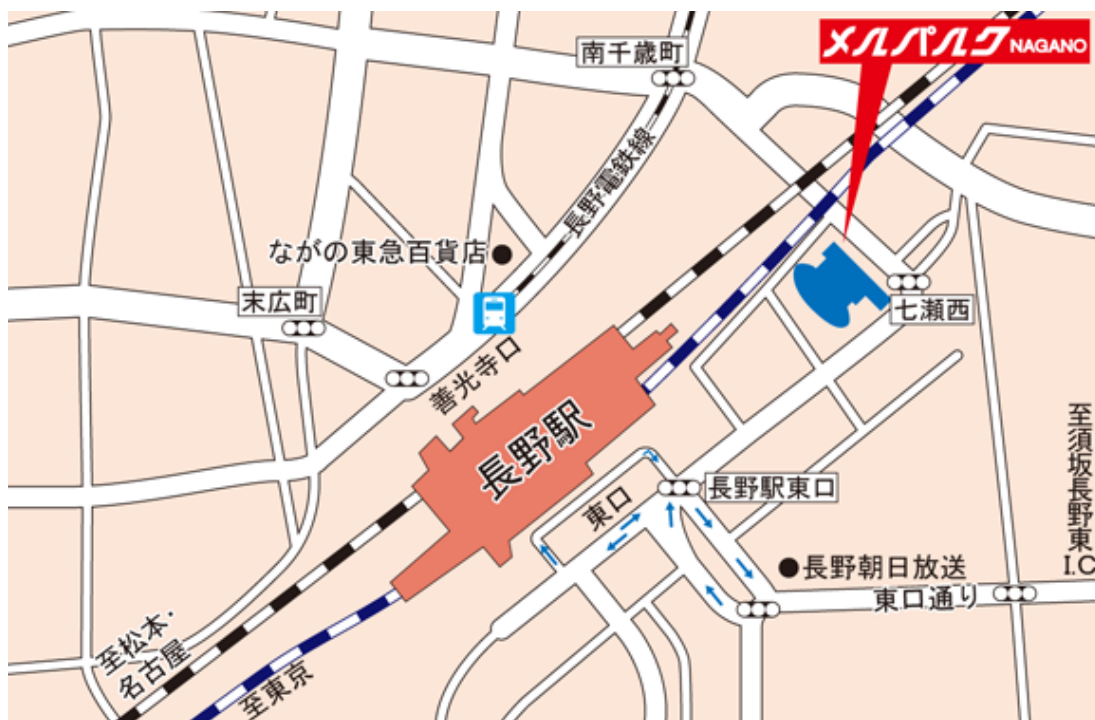 メルパルク NAGANO
南千歳町
長野電鉄線
ながの東急百貨店
末広町
七瀬西
善光寺口
長野駅
東口
長野駅東口
至須坂長野東I.C
長野朝日放送
東口通り
至松本・
名古屋
至東京